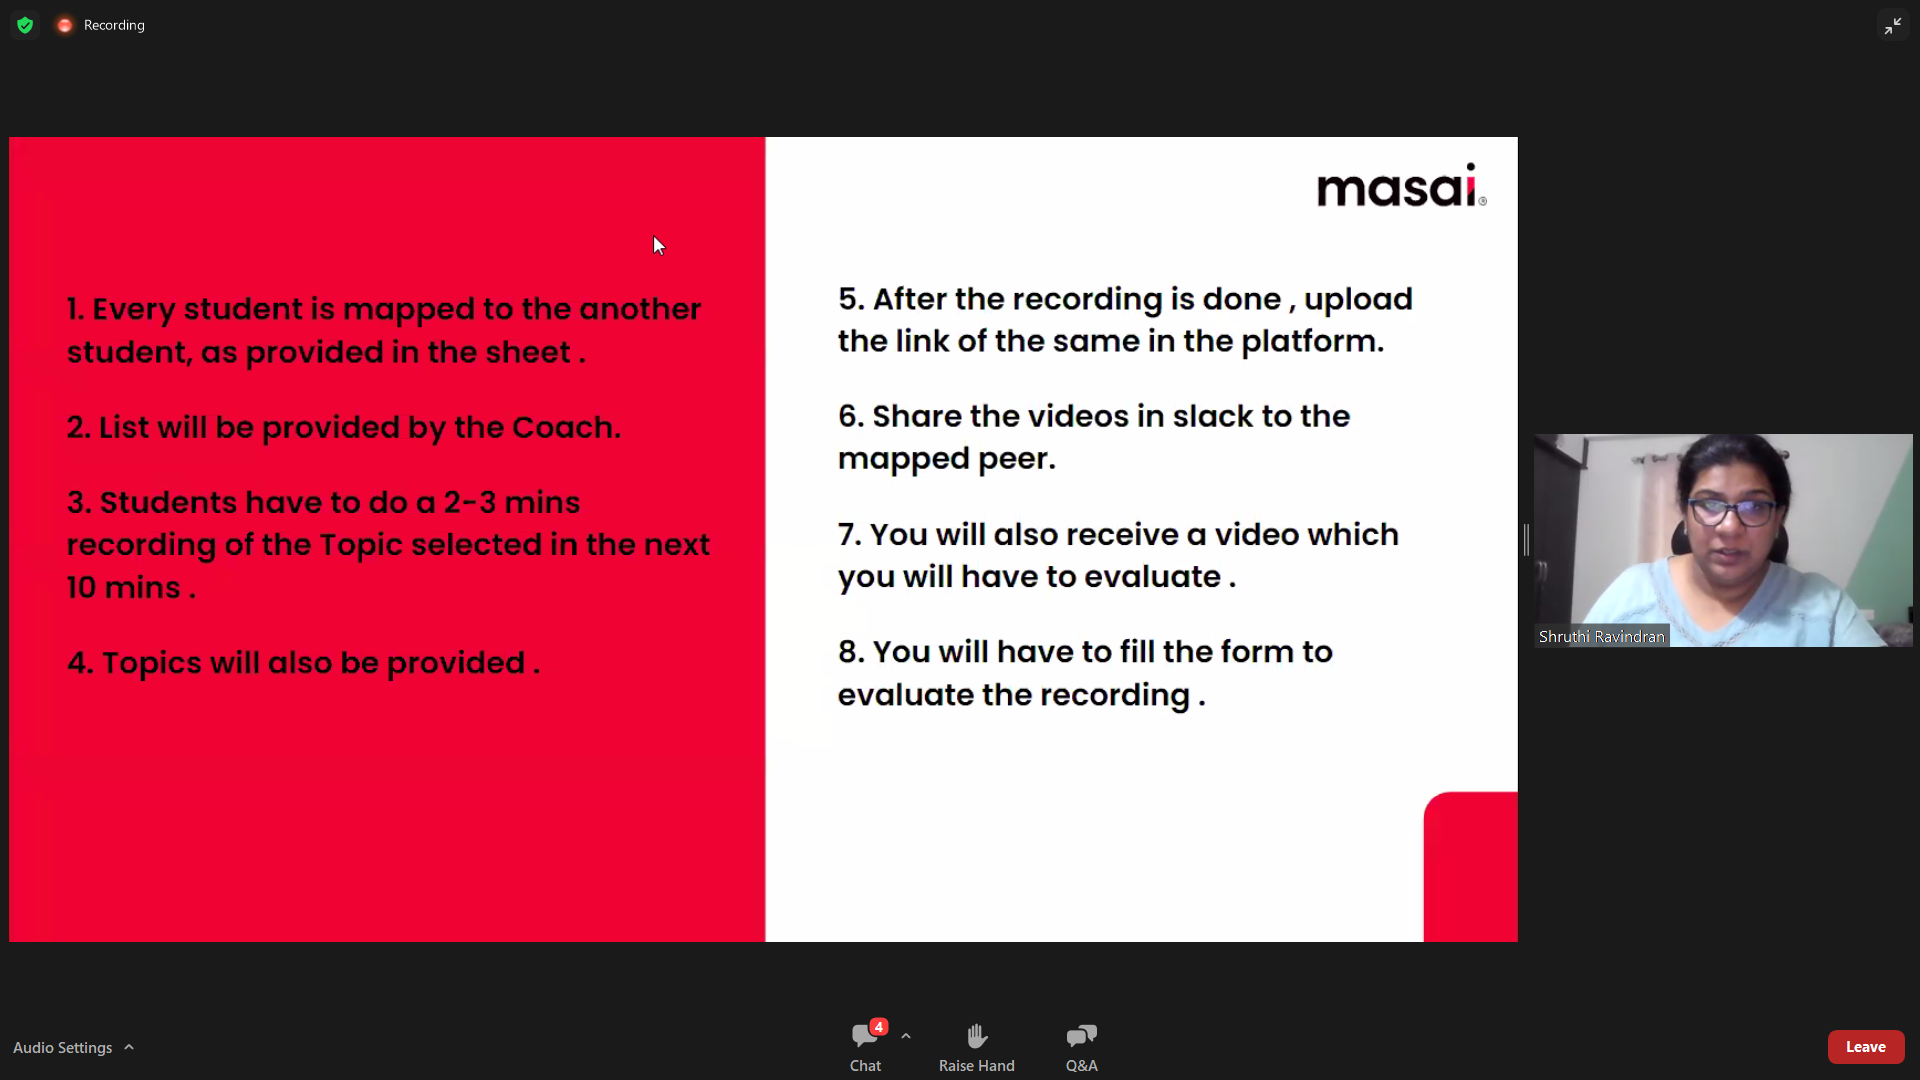 Recording
masai
1. Every student is mapped to the another
student, as provided in the sheet .
2. List will be provided by the Coach.
3. Students have to do a 2-3 mins
recording of the Topic selected in the next
10 mins .
4. Topics will also be provided .
5. After the recording is done , upload
the link of the same in the platform.
6. Share the videos in slack to the
mapped peer.
7. You will also receive a video which
you will have to evaluate .
8. You will have to fill the form to
evaluate the recording .
Shruthi Ravindran
Audio Settings
4
Chat
Raise Hand
Q&A
Leave